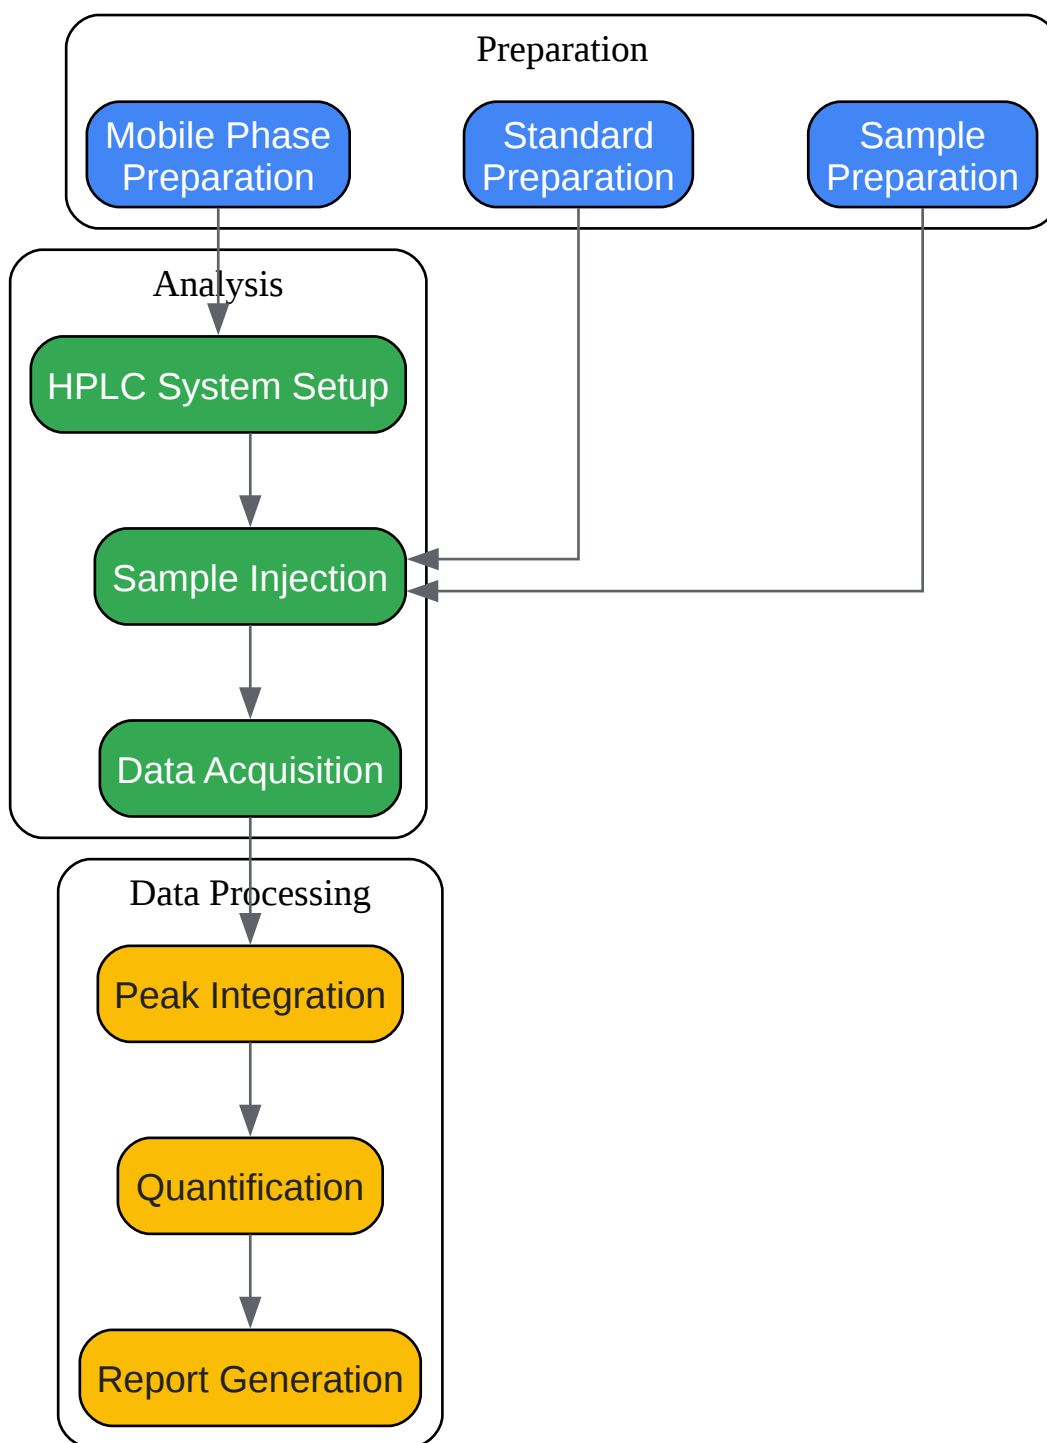 Preparation
Mobile Phase
Preparation
Standard
Preparation
Sample
Preparation
Analysis
HPLC System Setup
Sample Injection
Data Acquisition
Data Processing
Peak Integration
Quantification
Report Generation